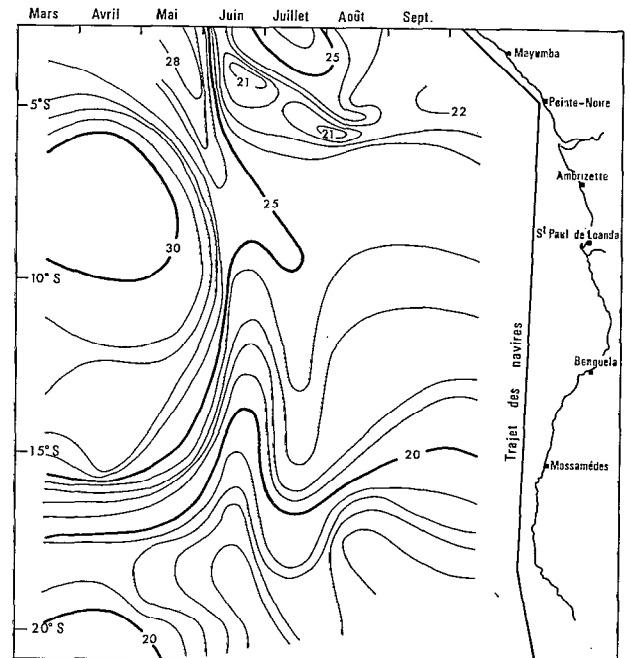 Mars Avril Mai Juin Juillet Août Sept.
28
25
21
21
22
5° S
25
30
10° S
15° S
20
20
20° S
Trajet des navires
Mayumba
Pointe-Noire
Ambrizette
St Paul de Loanda
Benguela
Mossamédes